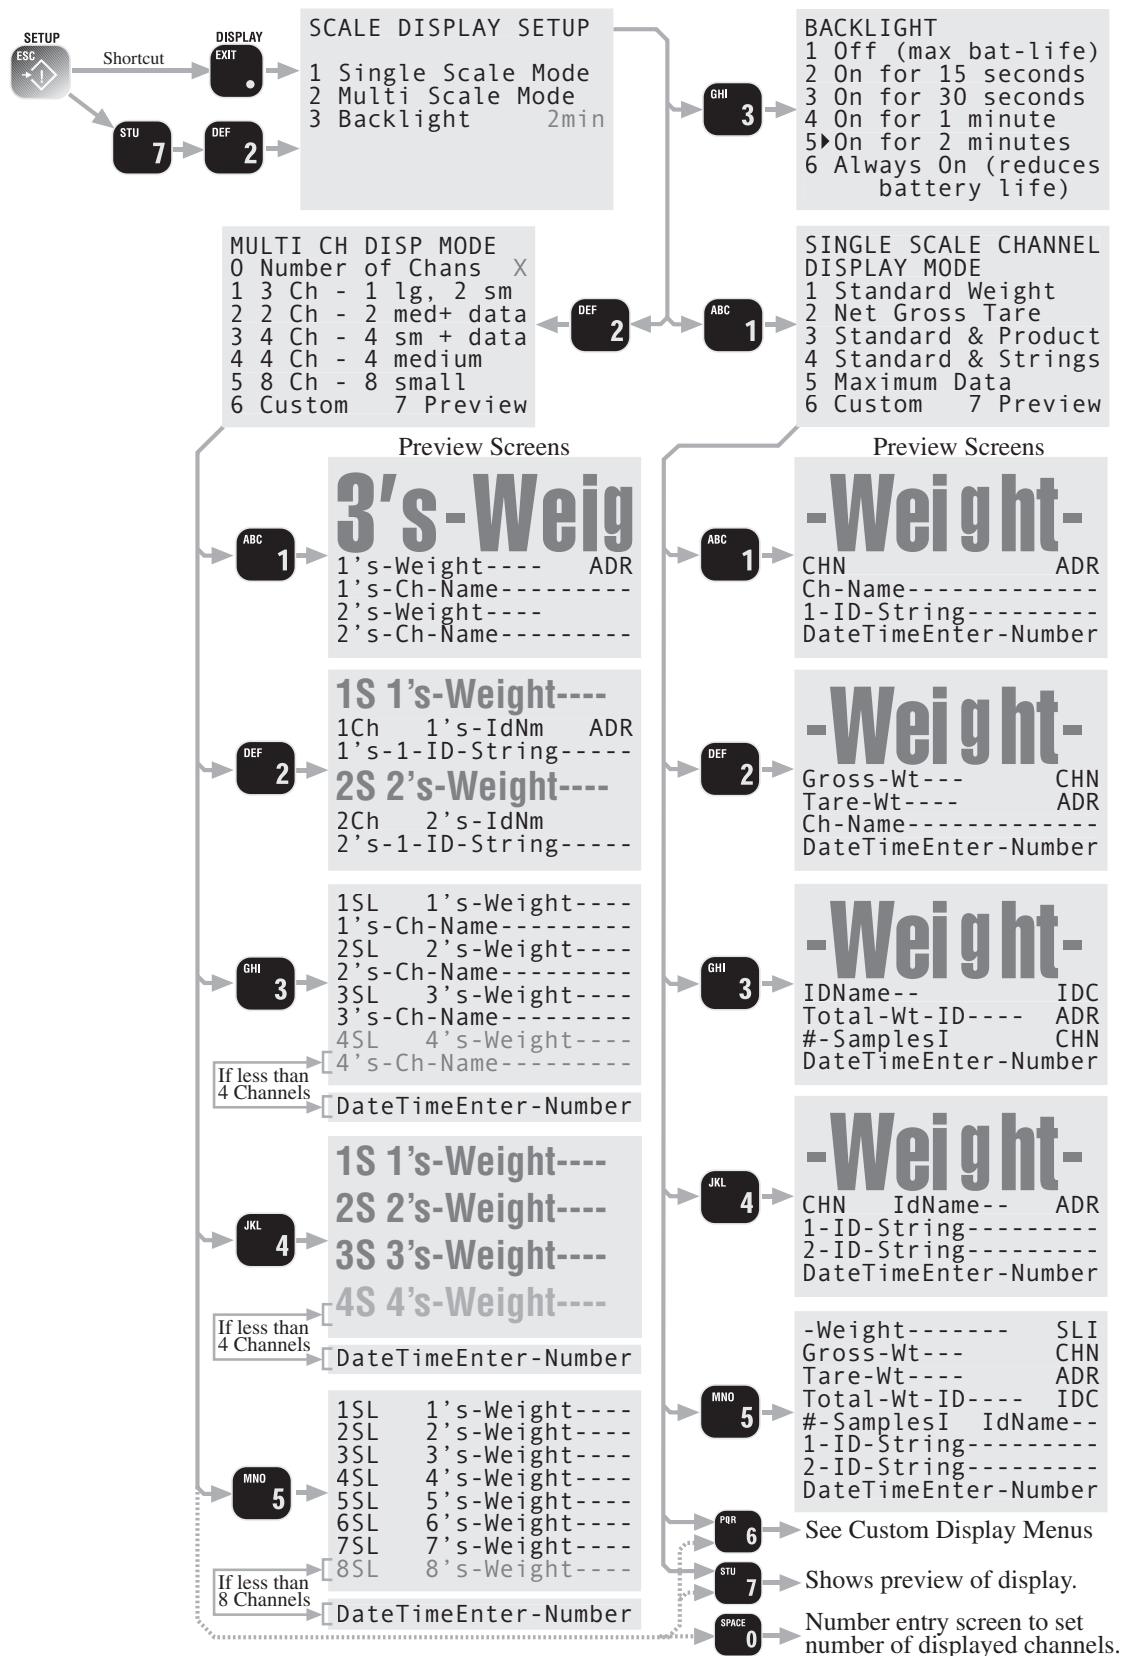 SETUP
ESC
Shortcut
DISPLAY
EXIT
.
STU
7
DEF
2
SCALE DISPLAY SETUP
1 Single Scale Mode
2 Multi Scale Mode
3 Backlight 2min
GHI
3
BACKLIGHT
1 Off (max bat-life)
2 On for 15 seconds
3 On for 30 seconds
4 On for 1 minute
5▸On for 2 minutes
6 Always On (reduces
battery life)
MULTI CH DISP MODE
0 Number of Chans X
1 3 Ch - 1 lg, 2 sm
2 2 Ch - 2 med+ data
3 4 Ch - 4 sm + data
4 4 Ch - 4 medium
5 8 Ch - 8 small
6 Custom 7 Preview
DEF
2
ABC
1
SINGLE SCALE CHANNEL
DISPLAY MODE
1 Standard Weight
2 Net Gross Tare
3 Standard & Product
4 Standard & Strings
5 Maximum Data
6 Custom 7 Preview
Preview Screens
ABC
1
3's-Weig
1's-Weight---- ADR
1's-Ch-Name---------
2's-Weight----
2's-Ch-Name---------
DEF
2
1S 1's-Weight----
1Ch 1's-IdNm ADR
1's-1-ID-String-----
2S 2's-Weight----
2Ch 2's-IdNm
2's-1-ID-String-----
GHI
3
1SL 1's-Weight----
1's-Ch-Name---------
2SL 2's-Weight----
2's-Ch-Name---------
3SL 3's-Weight----
3's-Ch-Name---------
4SL 4's-Weight----
4's-Ch-Name---------
If less than
4 Channels
DateTimeEnter-Number
JKL
4
1S 1's-Weight----
2S 2's-Weight----
3S 3's-Weight----
4S 4's-Weight----
If less than
4 Channels
DateTimeEnter-Number
MNO
5
1SL 1's-Weight----
2SL 2's-Weight----
3SL 3's-Weight----
4SL 4's-Weight----
5SL 5's-Weight----
6SL 6's-Weight----
7SL 7's-Weight----
8SL 8's-Weight----
If less than
8 Channels
DateTimeEnter-Number
Preview Screens
ABC
1
-Weight-
CHN ADR
Ch-Name-------------
1-ID-String---------
DateTimeEnter-Number
DEF
2
-Weight-
Gross-Wt--- CHN
Tare-Wt---- ADR
Ch-Name-------------
DateTimeEnter-Number
GHI
3
-Weight-
IDName-- IDC
Total-Wt-ID---- ADR
#-SamplesI CHN
DateTimeEnter-Number
JKL
4
-Weight-
CHN IdName-- ADR
1-ID-String---------
2-ID-String---------
DateTimeEnter-Number
MNO
5
-Weight------- SLI
Gross-Wt--- CHN
Tare-Wt---- ADR
Total-Wt-ID---- IDC
#-SamplesI IdName--
1-ID-String---------
2-ID-String---------
DateTimeEnter-Number
PQR
6
See Custom Display Menus
STU
7
Shows preview of display.
SPACE
0
Number entry screen to set
number of displayed channels.